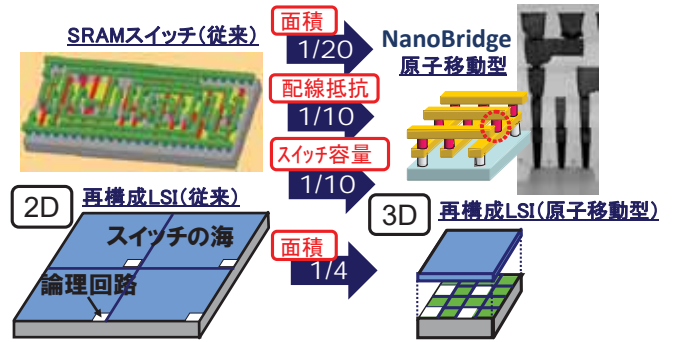 SRAMスイッチ(従来)
面積
1/20
NanoBridge
原子移動型
配線抵抗
1/10
スイッチ容量
1/10
2D
再構成LSI(従来)
3D
再構成LSI(原子移動型)
スイッチの海
論理回路
面積
1/4